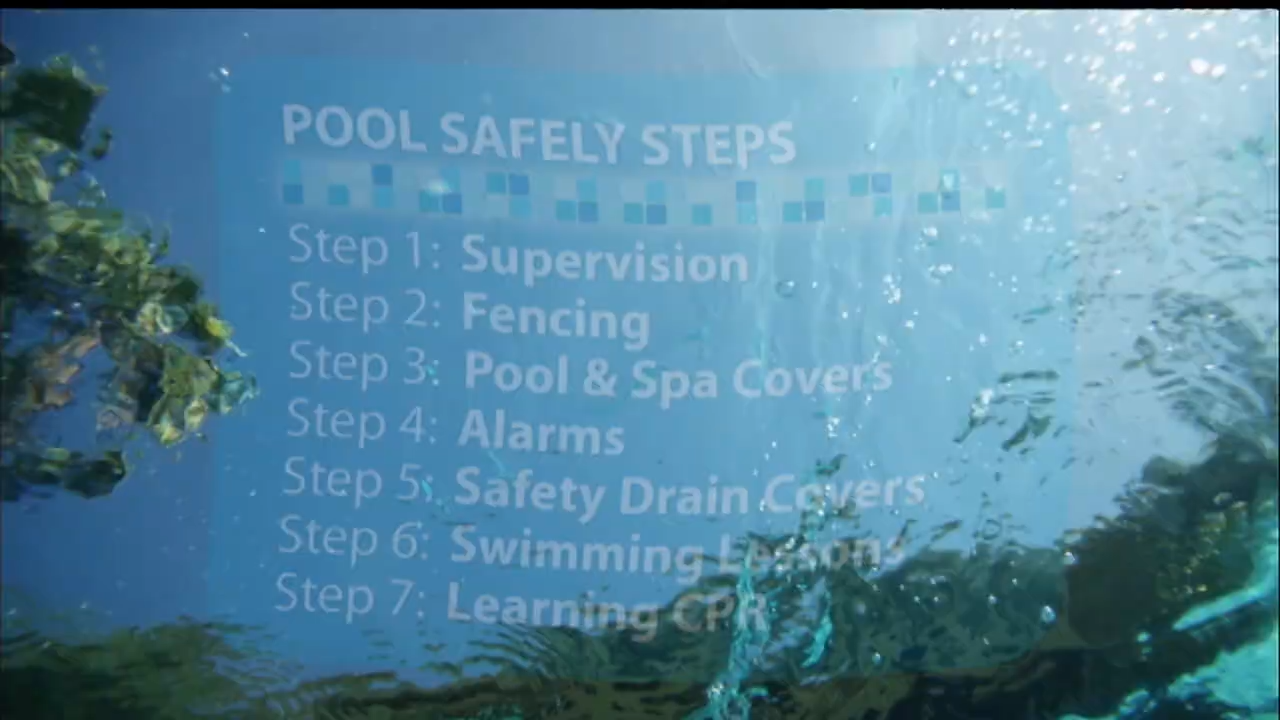 POOL SAFELY STEPS
Step 1: Supervision
Step 2: Fencing
Step 3: Pool & Spa Covers
Step 4: Alarms
Step 5: Safety Drain Covers
Step 6: Swimming Lessons
Step 7: Learning CPR